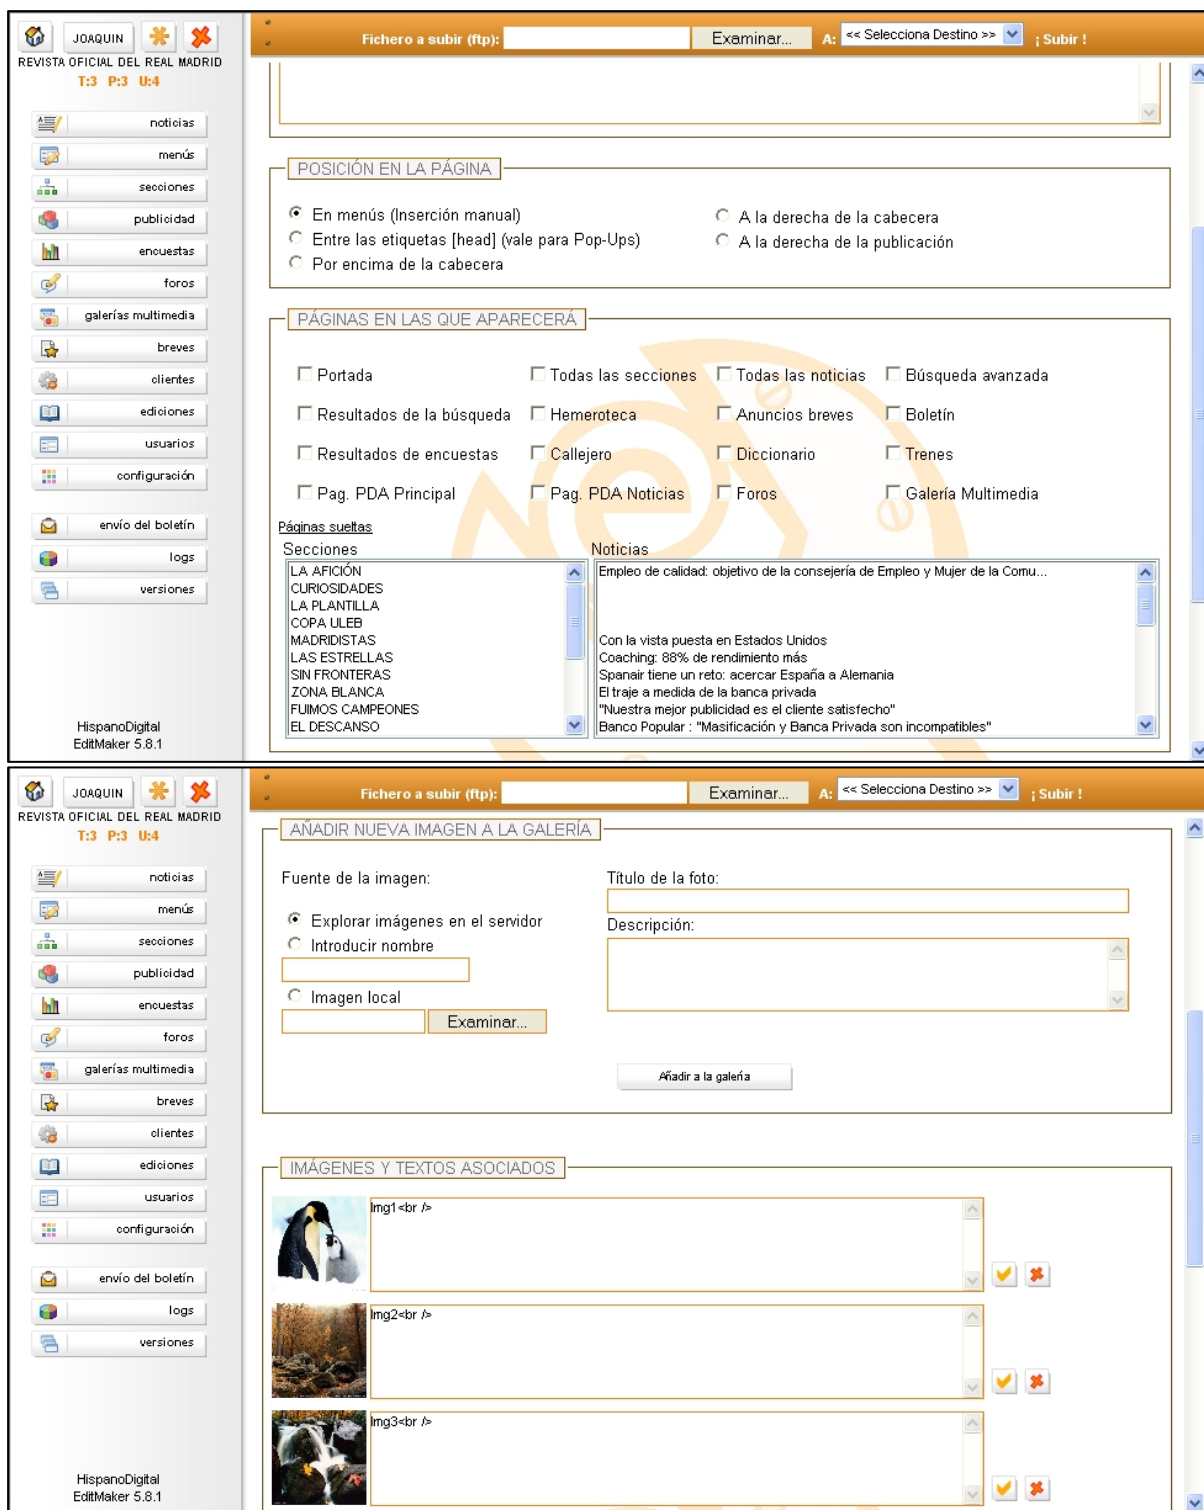 JOAQUIN
REVISTA OFICIAL DEL REAL MADRID
T:3 P:3 U:4
noticias
menús
secciones
publicidad
encuestas
foros
galerías multimedia
breves
clientes
ediciones
usuarios
configuración
envío del boletín
logs
versiones
HispanoDigital
EditMaker 5.8.1
Fichero a subir (ftp): Examinar... A: << Selecciona Destino >> ¡ Subir !
POSICIÓN EN LA PÁGINA
En menús (Inserción manual) A la derecha de la cabecera
Entre las etiquetas [head] (vale para Pop-Ups) A la derecha de la publicación
Por encima de la cabecera
PÁGINAS EN LAS QUE APARECERÁ
Portada Todas las secciones Todas las noticias Búsqueda avanzada
Resultados de la búsqueda Hemeroteca Anuncios breves Boletín
Resultados de encuestas Callejero Diccionario Trenes
Pag. PDA Principal Pag. PDA Noticias Foros Galería Multimedia
Páginas sueltas
Secciones
LA AFICIÓN
CURIOSIDADES
LA PLANTILLA
COPA ULEB
MADRIDISTAS
LAS ESTRELLAS
SIN FRONTERAS
ZONA BLANCA
FUIMOS CAMPEONES
EL DESCANSO
Noticias
Empleo de calidad: objetivo de la consejería de Empleo y Mujer de la Comu...
Con la vista puesta en Estados Unidos
Coaching: 88% de rendimiento más
Spanair tiene un reto: acercar España a Alemania
El traje a medida de la banca privada
"Nuestra mejor publicidad es el cliente satisfecho"
Banco Popular : "Masificación y Banca Privada son incompatibles"
JOAQUIN
REVISTA OFICIAL DEL REAL MADRID
T:3 P:3 U:4
noticias
menús
secciones
publicidad
encuestas
foros
galerías multimedia
breves
clientes
ediciones
usuarios
configuración
envío del boletín
logs
versiones
HispanoDigital
EditMaker 5.8.1
Fichero a subir (ftp): Examinar... A: << Selecciona Destino >> ¡ Subir !
AÑADIR NUEVA IMAGEN A LA GALERÍA
Fuente de la imagen:
Explorar imágenes en el servidor
Introducir nombre
Imagen local
Examinar...
Título de la foto:
Descripción:
Añadir a la galería
IMÁGENES Y TEXTOS ASOCIADOS
Img1<br />
Img2<br />
Img3<br />